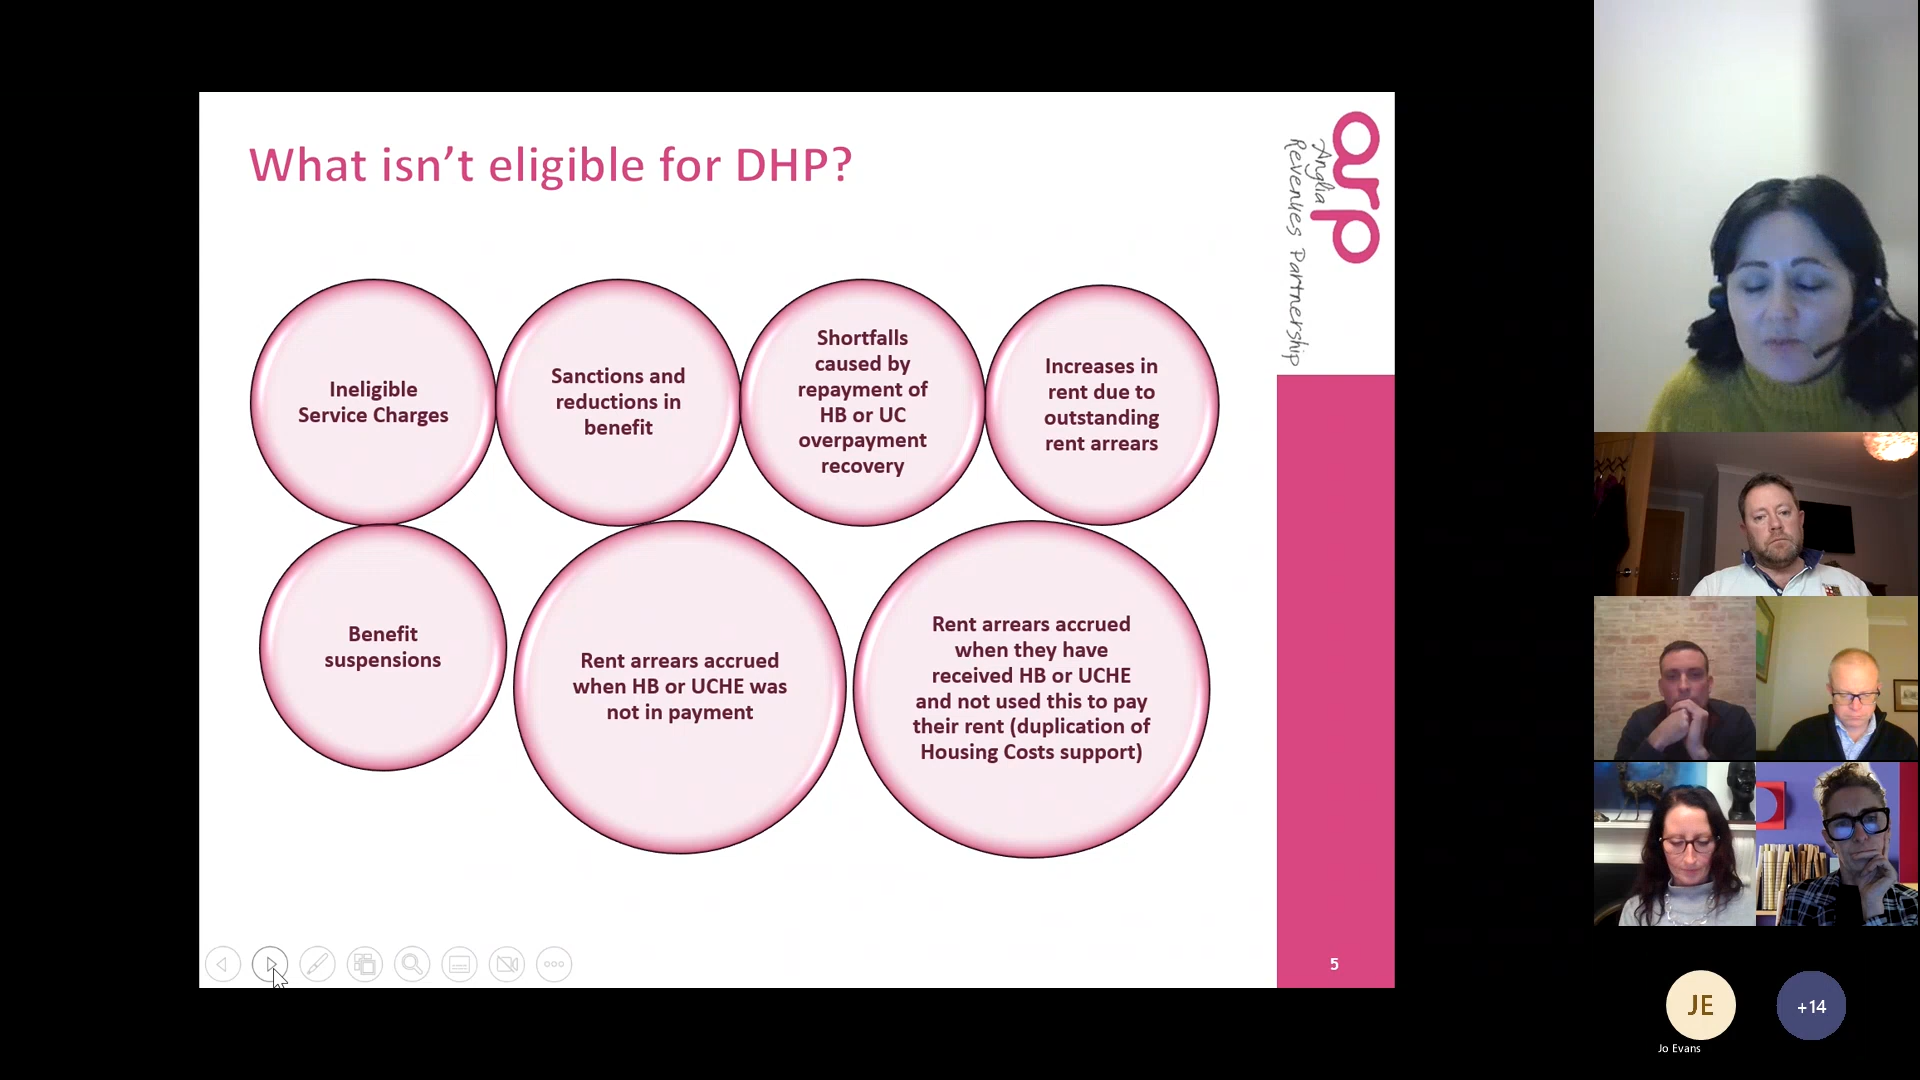 What isn't eligible for DHP?
arp
Anglia
Revenues Partnership
Ineligible
Service Charges
Sanctions and
reductions in
benefit
Shortfalls
caused by
repayment of
HB or UC
overpayment
recovery
Increases in
rent due to
outstanding
rent arrears
Benefit
suspensions
Rent arrears accrued
when HB or UCHE was
not in payment
Rent arrears accrued
when they have
received HB or UCHE
and not used this to pay
their rent (duplication of
Housing Costs support)
5
JE
Jo Evans
+14